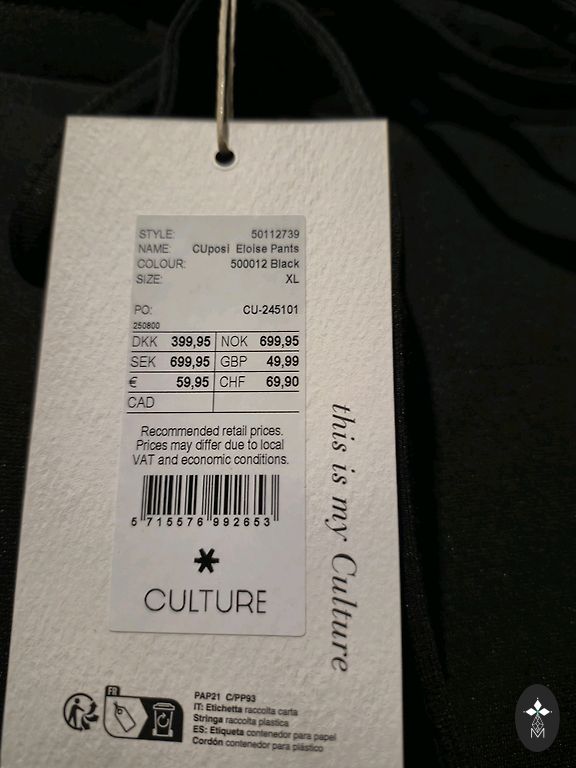 STYLE: 50112739
NAME: CUposi Eloise Pants
COLOUR: 500012 Black
SIZE: XL
PO: CU-245101
250800
DKK 399,95 NOK 699,95
SEK 699,95 GBP 49,99
€ 59,95 CHF 69,90
CAD
Recommended retail prices.
Prices may differ due to local
VAT and economic conditions.
5 715576 992653
CULTURE
this is my Culture
FR
PAP21 C/PP93
IT: Etichetta raccolta carta
Stringa raccolta plastica
ES: Etiqueta contenedor para papel
Cordón contenedor para plástico
M